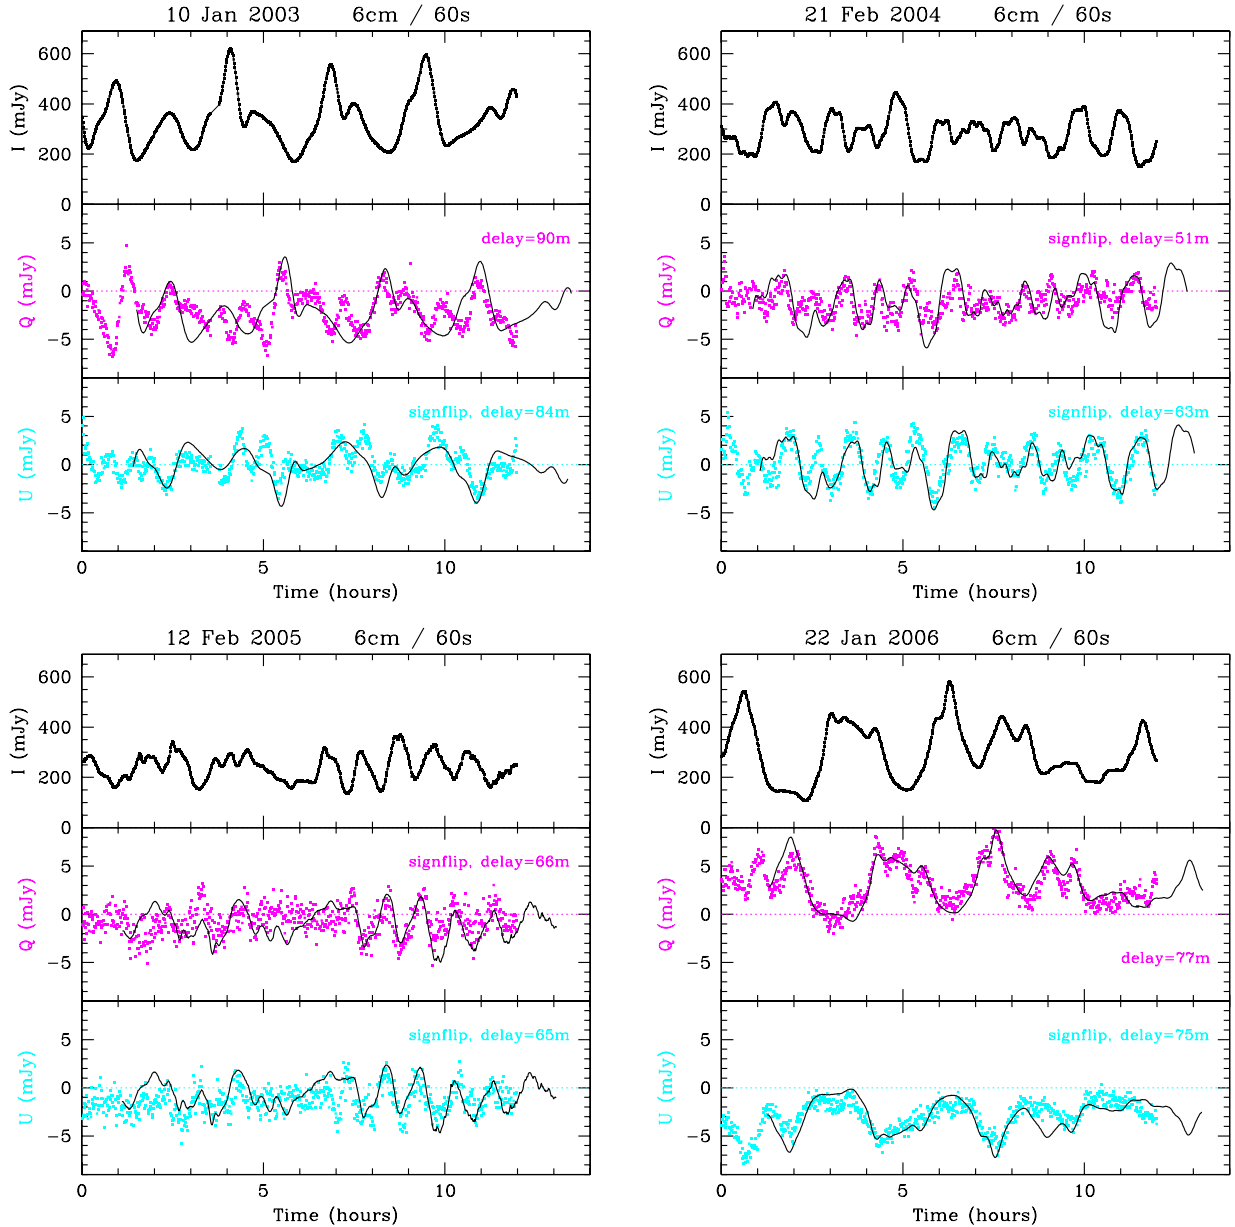 10 Jan 2003 6cm / 60s
600
400
200
0
I (mJy)
delay=90m
5
0
−5
Q (mJy)
signflip, delay=84m
5
0
−5
U (mJy)
0 5 10
Time (hours)
21 Feb 2004 6cm / 60s
600
400
200
0
I (mJy)
signflip, delay=51m
5
0
−5
Q (mJy)
signflip, delay=63m
5
0
−5
U (mJy)
0 5 10
Time (hours)
12 Feb 2005 6cm / 60s
600
400
200
0
I (mJy)
signflip, delay=66m
5
0
−5
Q (mJy)
signflip, delay=65m
5
0
−5
U (mJy)
0 5 10
Time (hours)
22 Jan 2006 6cm / 60s
600
400
200
0
I (mJy)
5
0
−5
Q (mJy)
delay=77m
signflip, delay=75m
5
0
−5
U (mJy)
0 5 10
Time (hours)